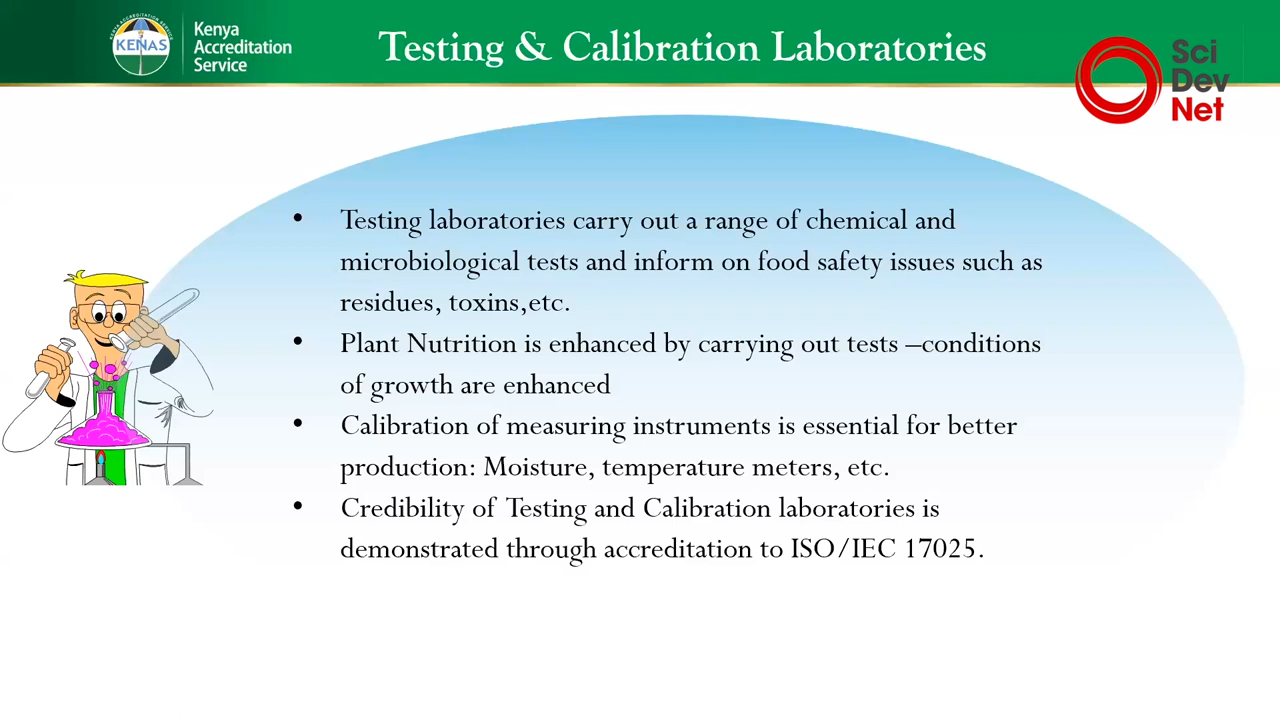 KENYA ACCREDITATION SERVICE
KENAS
Kenya
Accreditation
Service
Testing & Calibration Laboratories
Sci
Dev
Net
• Testing laboratories carry out a range of chemical and
microbiological tests and inform on food safety issues such as
residues, toxins,etc.
• Plant Nutrition is enhanced by carrying out tests –conditions
of growth are enhanced
• Calibration of measuring instruments is essential for better
production: Moisture, temperature meters, etc.
• Credibility of Testing and Calibration laboratories is
demonstrated through accreditation to ISO/IEC 17025.